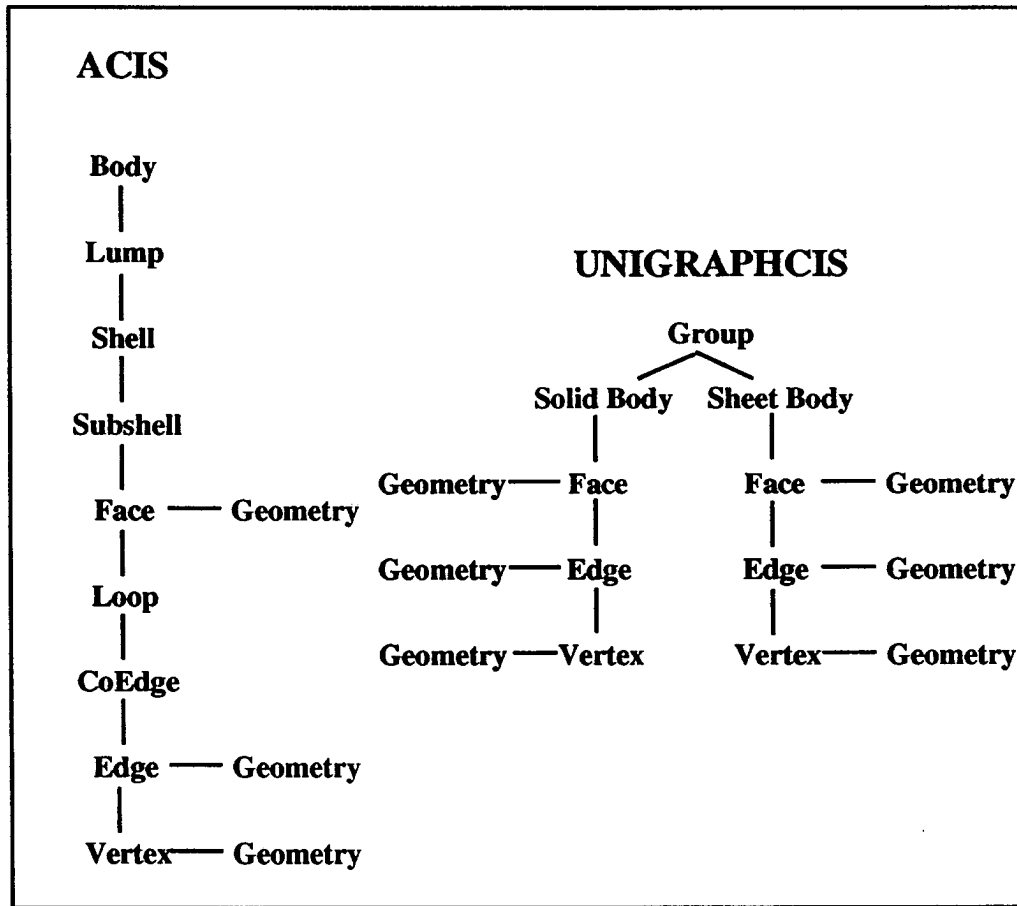 ACIS
Body
Lump
Shell
Subshell
Face Geometry
Loop
CoEdge
Edge Geometry
Vertex Geometry
UNIGRAPHCIS
Group
Solid Body Sheet Body
Geometry Face Face Geometry
Geometry Edge Edge Geometry
Geometry Vertex Vertex Geometry